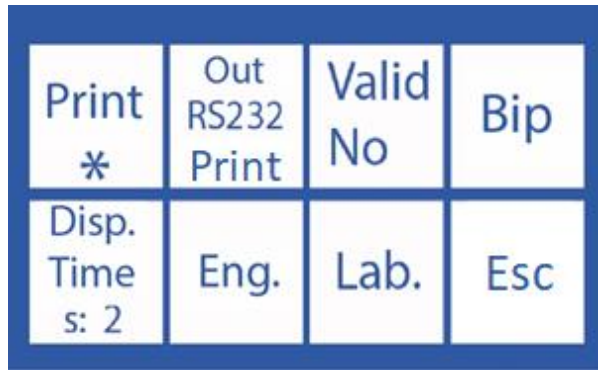 Print
*
Out
RS232
Print
Valid
No
Bip
Disp.
Time
s: 2
Eng.
Lab.
Esc